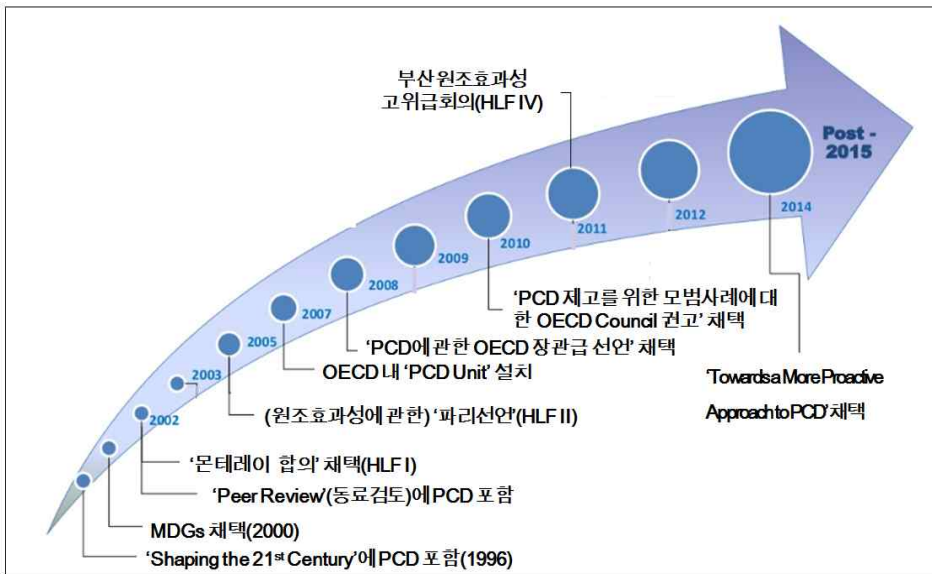 부산 원조효과성
고위급회의(HLF IV)
Post -
2015
2014
2012
2011
2010
2009
2008
2007
2005
2003
2002
'PCD 제고를 위한 모범사례에 대
한 OECD Council 권고' 채택
'PCD에 관한 OECD 장관급 선언' 채택
OECD 내 'PCD Unit' 설치
'Towards a More Proactive
Approach to PCD' 채택
(원조효과성에 관한) '파리선언'(HLF II)
'몬테레이 합의' 채택(HLF I)
'Peer Review'(동료검토)에 PCD 포함
MDGs 채택(2000)
'Shaping the 21st Century'에 PCD 포함(1996)